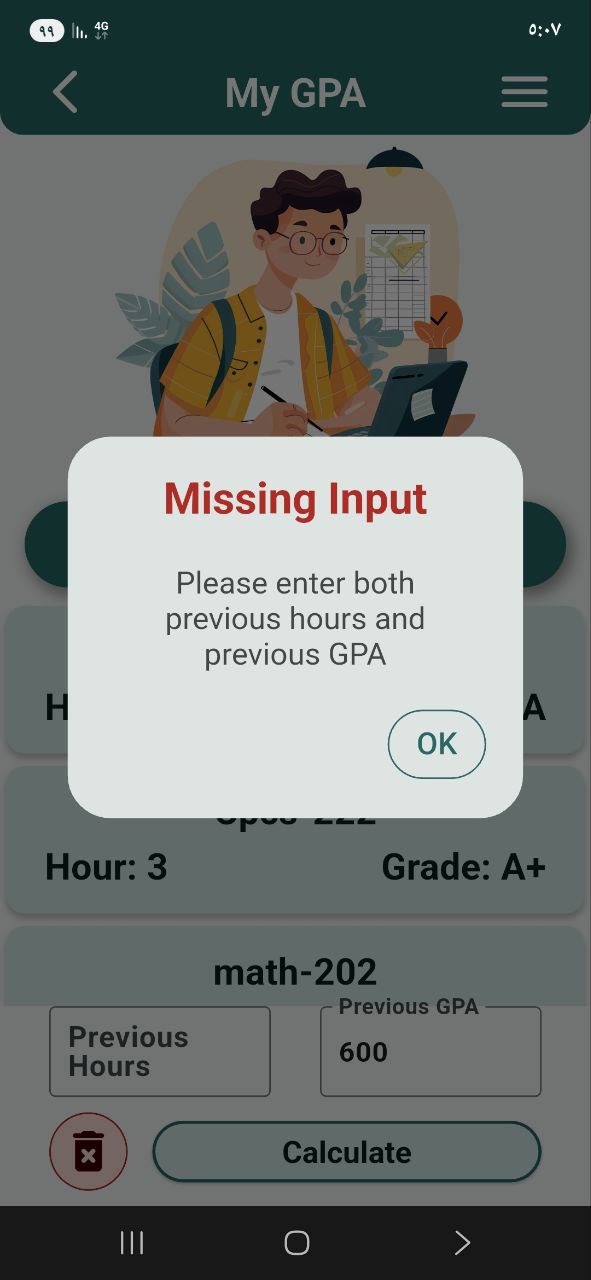 ٩٩ 4G ٥:٠٧
My GPA
Missing Input
Please enter both
previous hours and
previous GPA
OK
Hour: 3 Grade: A+
math-202
Previous GPA
Previous
Hours
600
Calculate